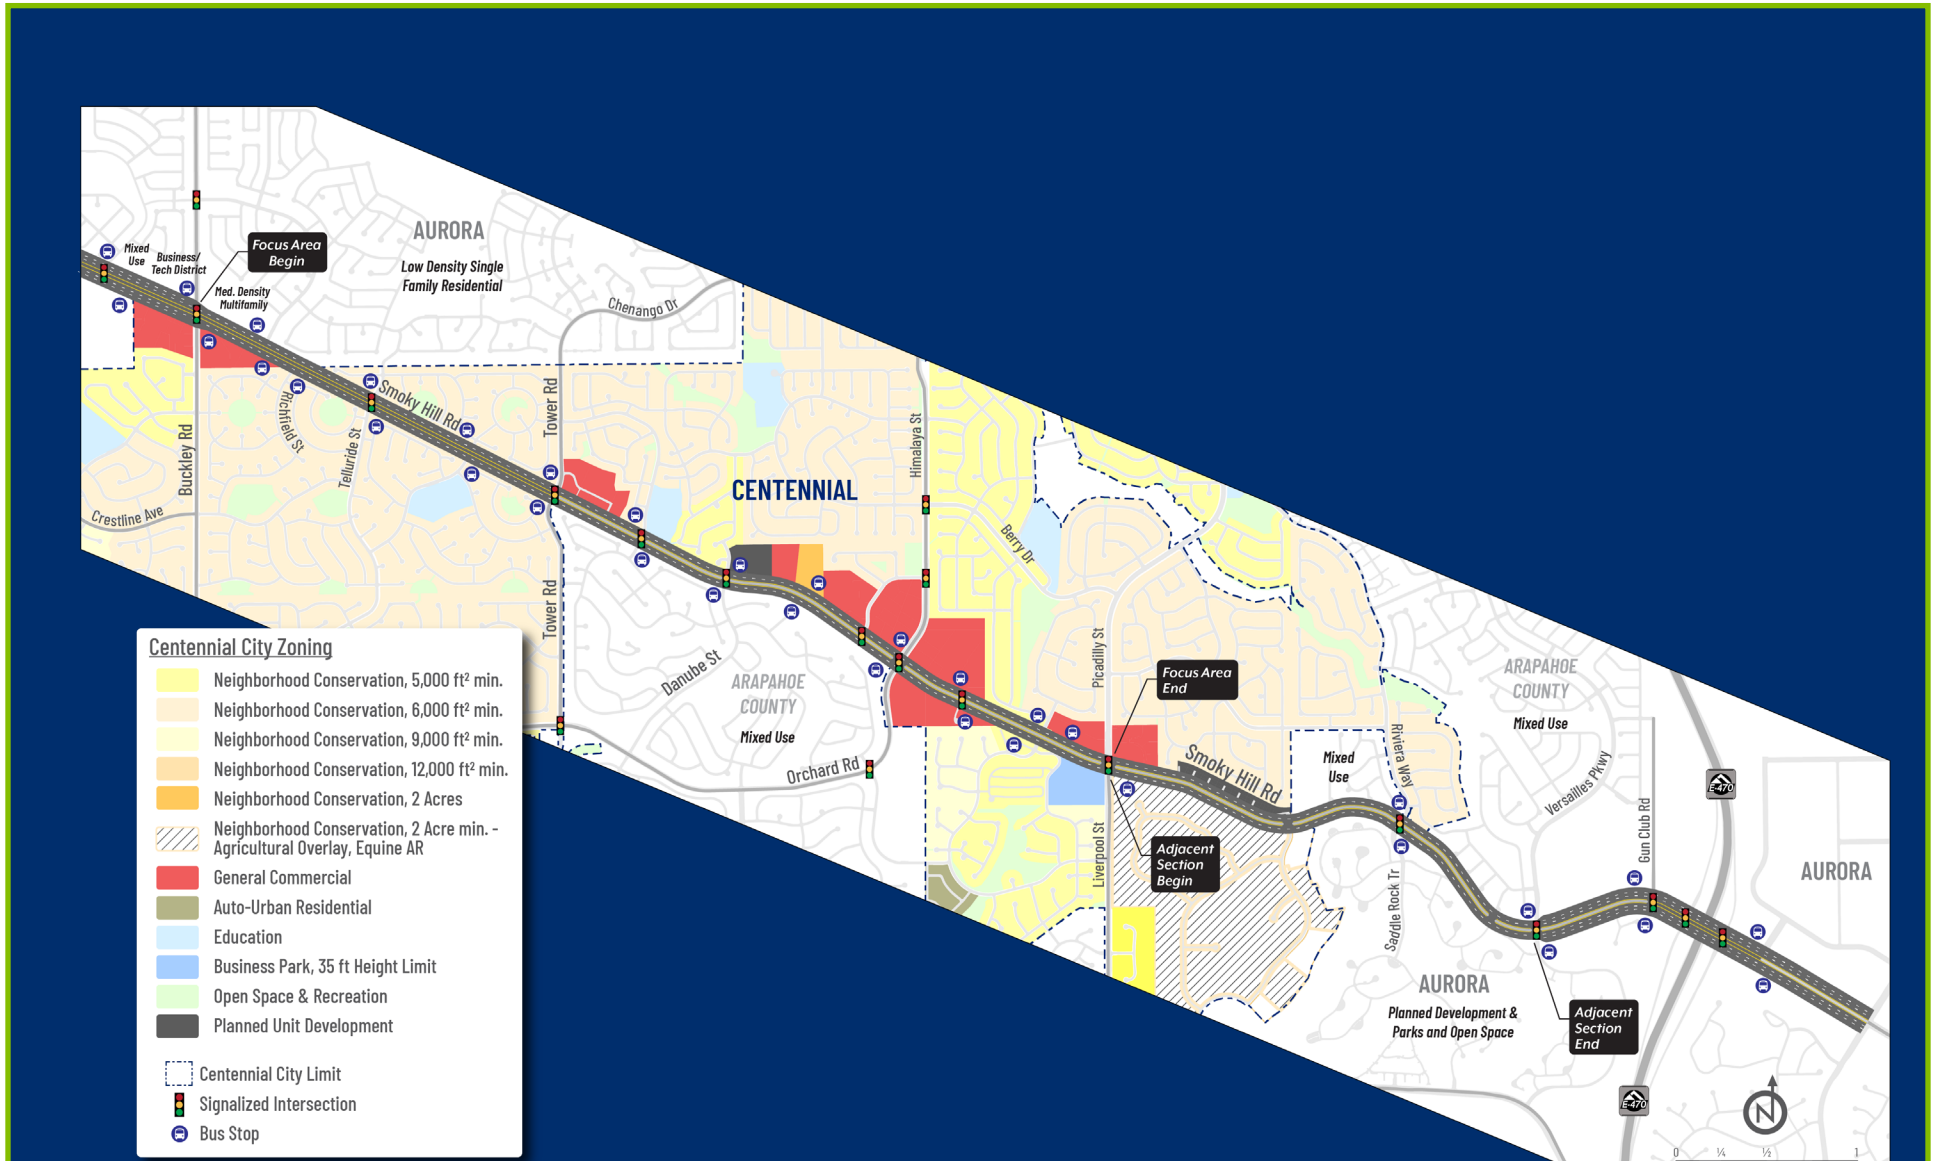 AURORA
Low Density Single
Family Residential
Focus Area
Begin
Mixed
Use
Business/
Tech District
Med. Density
Multifamily
Chenango Dr
Smoky Hill Rd
Richfield St
Telluride St
Buckley Rd
Crestline Ave
Tower Rd
Tower Rd
CENTENNIAL
Himalaya St
Berry Dr
Picadilly St
Danube St
ARAPAHOE
COUNTY
Mixed Use
Orchard Rd
Focus Area
End
Smoky Hill Rd
Mixed
Use
Riviera Way
ARAPAHOE
COUNTY
Mixed Use
Versailles Pkwy
Gun Club Rd
E-470
AURORA
Liverpool St
Adjacent
Section
Begin
Saddle Rock Tr
AURORA
Planned Development &
Parks and Open Space
Adjacent
Section
End
E-470
N
0 ¼ ½ 1
Centennial City Zoning
Neighborhood Conservation, 5,000 ft² min.
Neighborhood Conservation, 6,000 ft² min.
Neighborhood Conservation, 9,000 ft² min.
Neighborhood Conservation, 12,000 ft² min.
Neighborhood Conservation, 2 Acres
Neighborhood Conservation, 2 Acre min. -
Agricultural Overlay, Equine AR
General Commercial
Auto-Urban Residential
Education
Business Park, 35 ft Height Limit
Open Space & Recreation
Planned Unit Development
Centennial City Limit
Signalized Intersection
Bus Stop